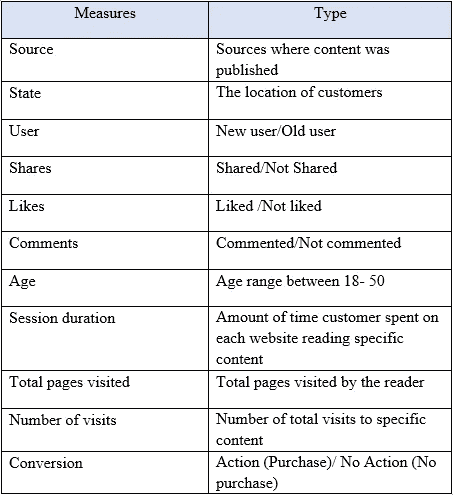 Measures Type
Source Sources where content was
published
State The location of customers
User New user/Old user
Shares Shared/Not Shared
Likes Liked /Not liked
Comments Commented/Not commented
Age Age range between 18- 50
Session duration Amount of time customer spent on
each website reading specific
content
Total pages visited Total pages visited by the reader
Number of visits Number of total visits to specific
content
Conversion Action (Purchase)/ No Action (No
purchase)